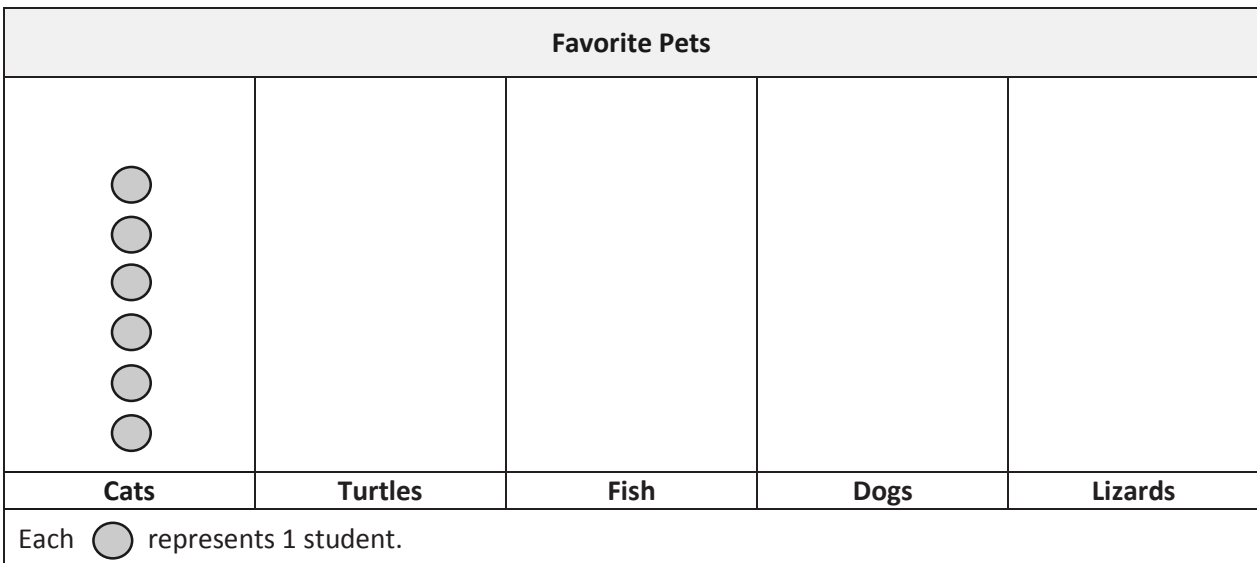 Favorite Pets
Cats Turtles Fish Dogs Lizards
Each represents 1 student.